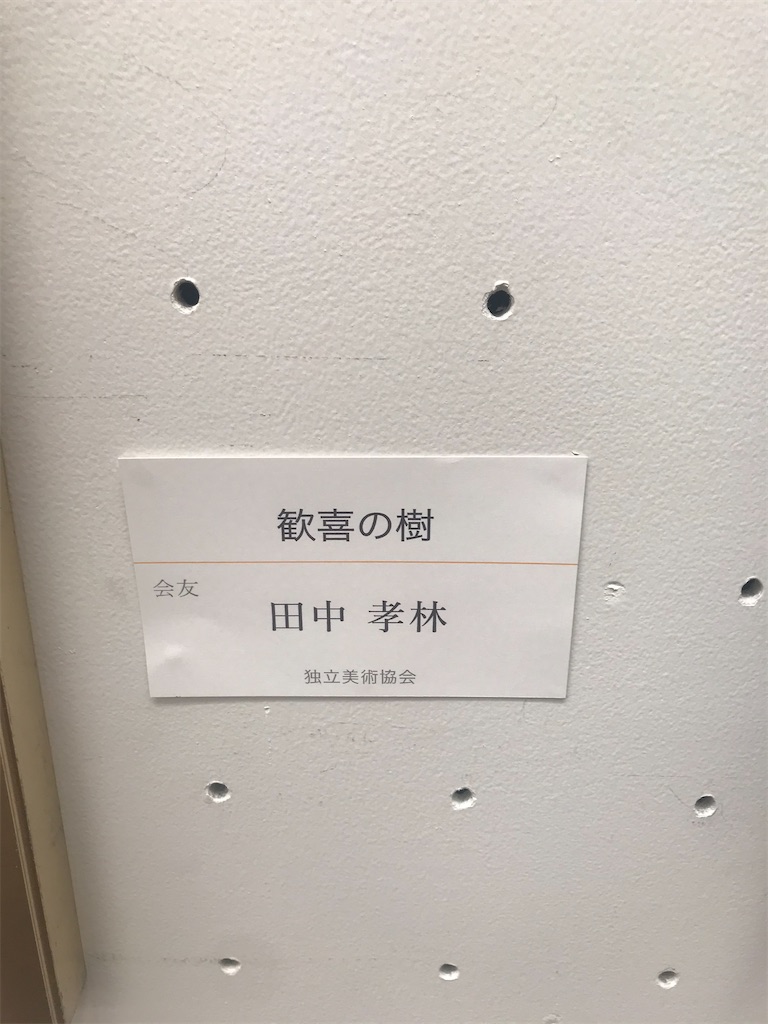 歓喜の樹
会友
田中 孝林
独立美術協会